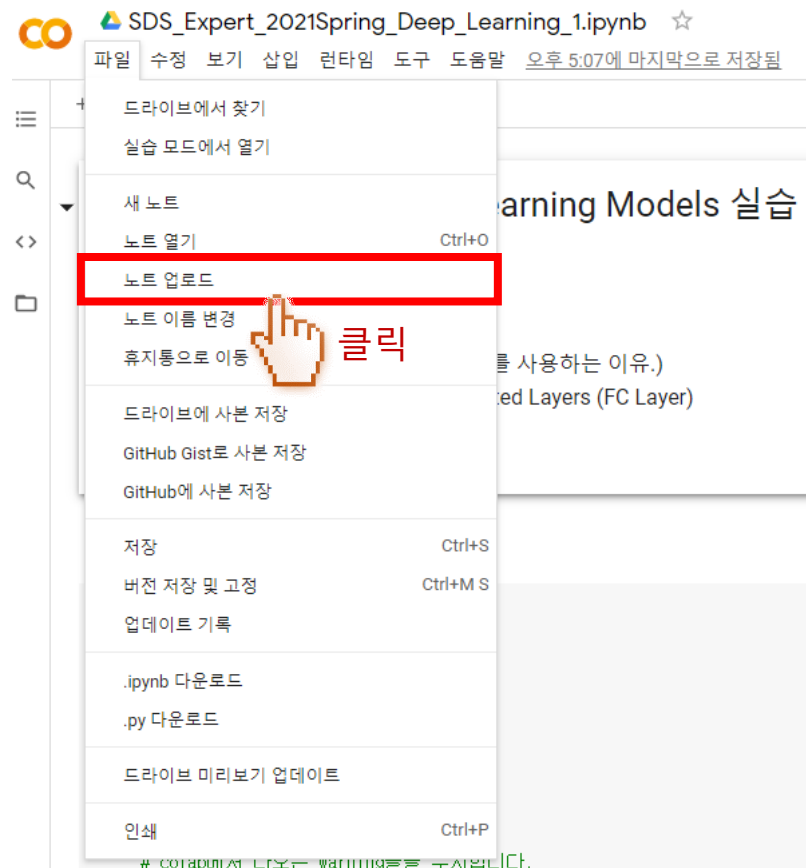 SDS_Expert_2021Spring_Deep_Learning_1.ipynb
파일 수정 보기 삽입 런타임 도구 도움말 오후 5:07에 마지막으로 저장됨
드라이브에서 찾기
실습 모드에서 열기
새 노트
arning Models 실습
노트 열기 Ctrl+O
노트 업로드
노트 이름 변경
클릭
휴지통으로 이동
를 사용하는 이유.)
ted Layers (FC Layer)
드라이브에 사본 저장
GitHub Gist로 사본 저장
GitHub에 사본 저장
저장 Ctrl+S
버전 저장 및 고정 Ctrl+M S
업데이트 기록
.ipynb 다운로드
.py 다운로드
드라이브 미리보기 업데이트
인쇄 Ctrl+P